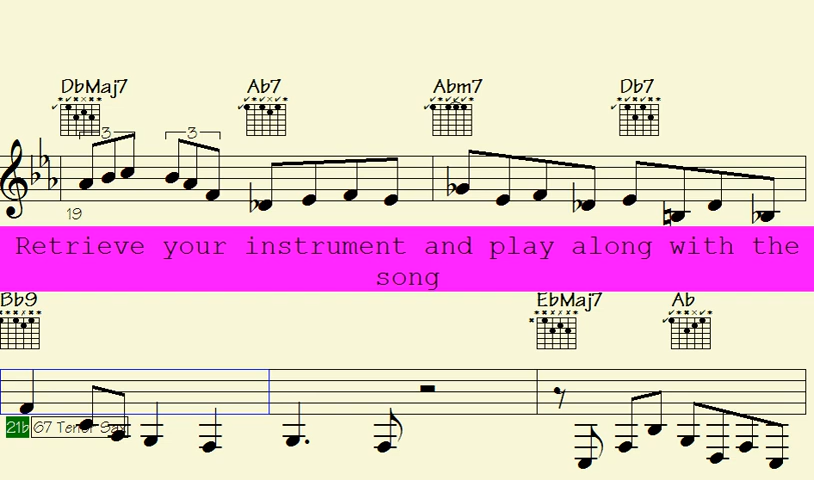 DbMaj7 Ab7 Abm7 Db7
3 3
19
Retrieve your instrument and play along with the
song
Bb9 EbMaj7 Ab
21b 67 Tenor Sax